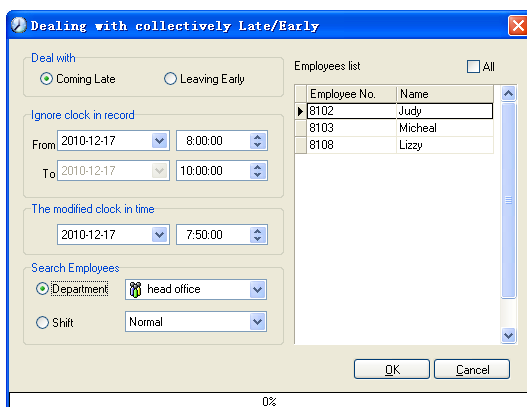 Dealing with collectively Late/Early
Deal with
Coming Late
Leaving Early
Ignore clock in record
From 2010-12-17 8:00:00
To 2010-12-17 10:00:00
The modified clock in time
2010-12-17 7:50:00
Search Employees
Department head office
Shift Normal
Employees list All
Employee No. Name
8102 Judy
8103 Micheal
8108 Lizzy
OK Cancel
0%